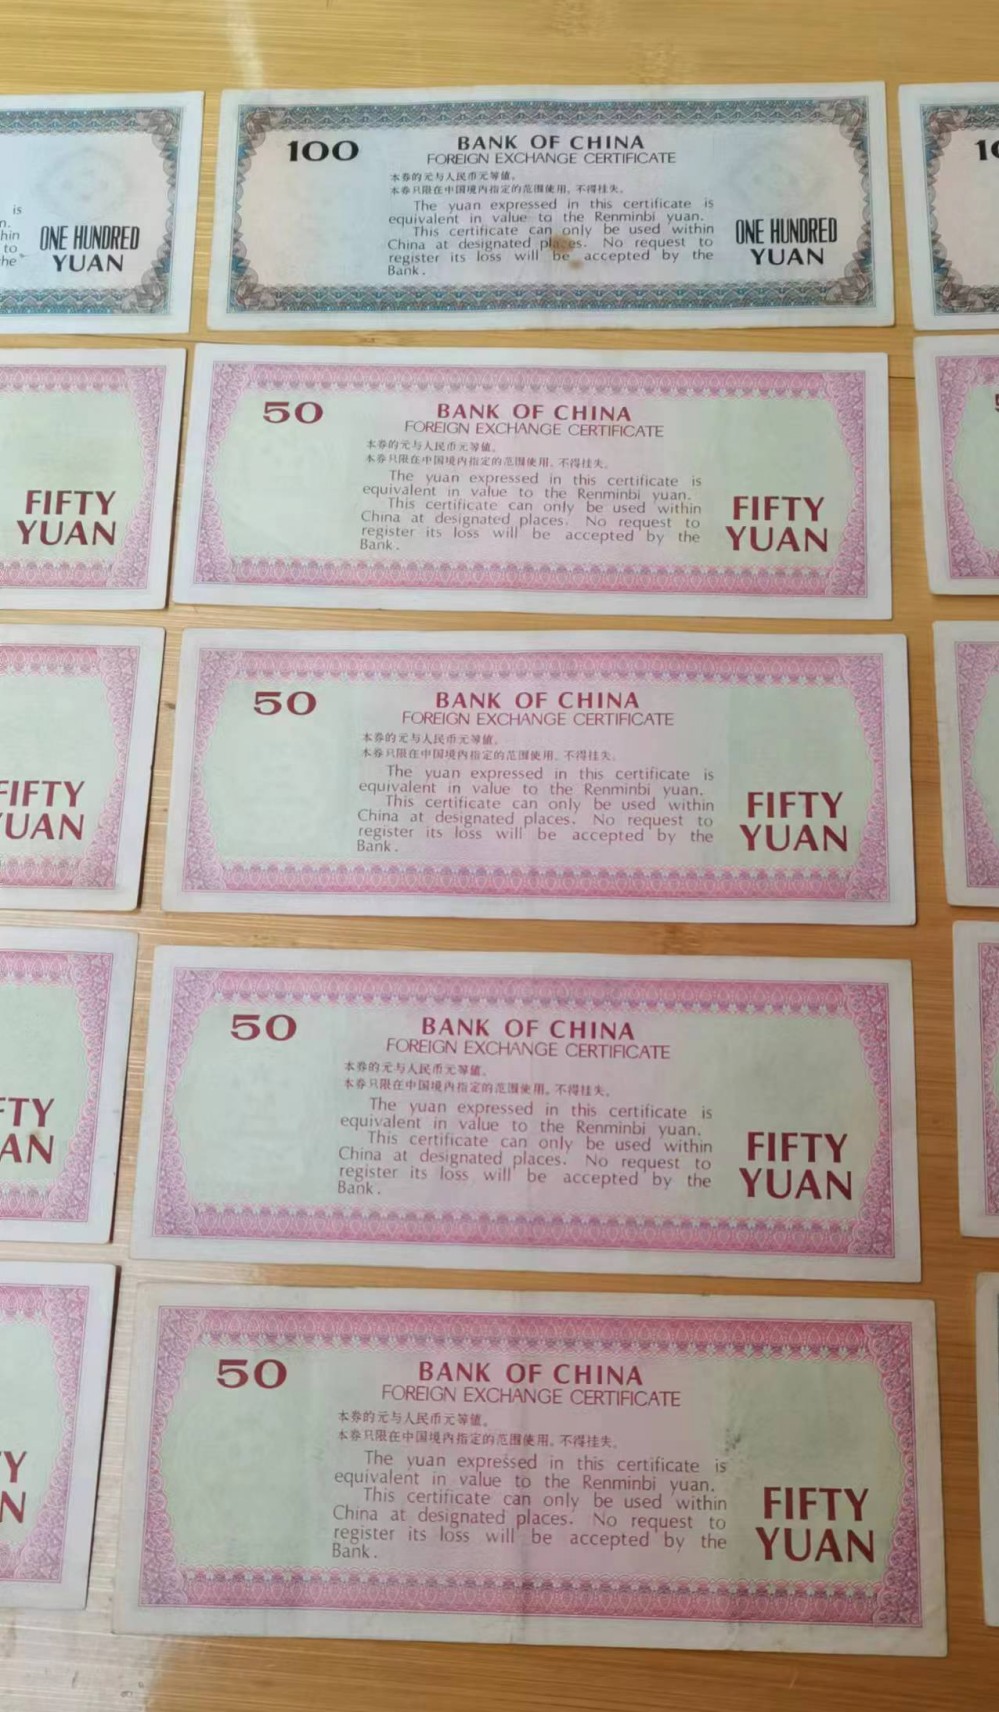 is
n.
hin
to
he
ONE HUNDRED
YUAN
100
BANK OF CHINA
FOREIGN EXCHANGE CERTIFICATE
本券的元与人民币元等值。
本券只限在中国境内指定的范围使用，不得挂失。
The yuan expressed in this certificate is
equivalent in value to the Renminbi yuan.
This certificate can only be used within
China at designated places. No request to
register its loss will be accepted by the
Bank.
ONE HUNDRED
YUAN
10
FIFTY
YUAN
50
BANK OF CHINA
FOREIGN EXCHANGE CERTIFICATE
本券的元与人民币元等值。
本券只限在中国境内指定的范围使用，不得挂失。
The yuan expressed in this certificate is
equivalent in value to the Renminbi yuan.
This certificate can only be used within
China at designated places. No request to
register its loss will be accepted by the
Bank.
FIFTY
YUAN
FIFTY
YUAN
50
BANK OF CHINA
FOREIGN EXCHANGE CERTIFICATE
本券的元与人民币元等值。
本券只限在中国境内指定的范围使用，不得挂失。
The yuan expressed in this certificate is
equivalent in value to the Renminbi yuan.
This certificate can only be used within
China at designated places. No request to
register its loss will be accepted by the
Bank.
FIFTY
YUAN
TY
AN
50
BANK OF CHINA
FOREIGN EXCHANGE CERTIFICATE
本券的元与人民币元等值。
本券只限在中国境内指定的范围使用，不得挂失。
The yuan expressed in this certificate is
equivalent in value to the Renminbi yuan.
This certificate can only be used within
China at designated places. No request to
register its loss will be accepted by the
Bank.
FIFTY
YUAN
Y
N
50
BANK OF CHINA
FOREIGN EXCHANGE CERTIFICATE
本券的元与人民币元等值。
本券只限在中国境内指定的范围使用，不得挂失。
The yuan expressed in this certificate is
equivalent in value to the Renminbi yuan.
This certificate can only be used within
China at designated places. No request to
register its loss will be accepted by the
Bank.
FIFTY
YUAN